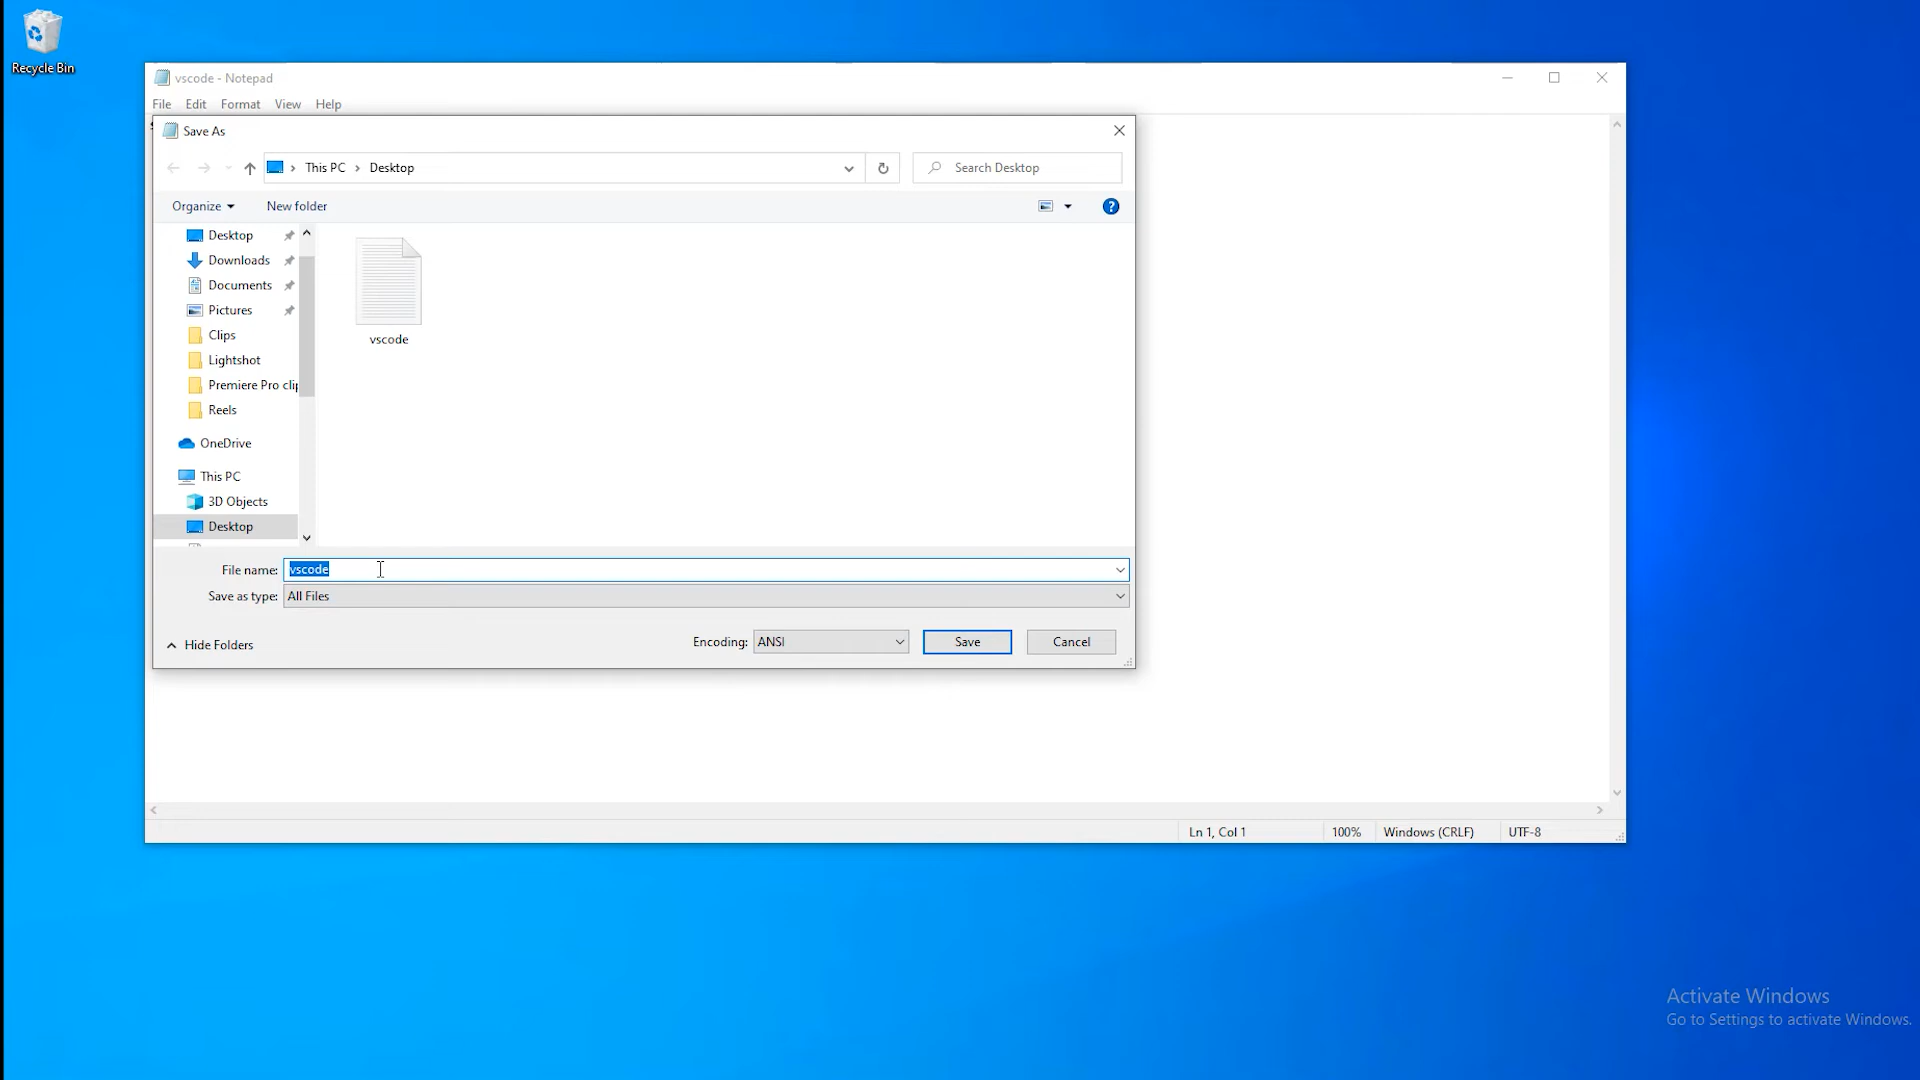 Recycle Bin
vscode - Notepad
File Edit Format View Help
Save As
This PC Desktop
Search Desktop
Organize New folder
Desktop
Downloads
Documents
Pictures
Clips
Lightshot
Premiere Pro clip
Reels
OneDrive
This PC
3D Objects
Desktop
vscode
File name: vscode
Save as type: All Files
Hide Folders
Encoding: ANSI Save Cancel
Ln 1, Col 1 100% Windows (CRLF) UTF-8
Activate Windows
Go to Settings to activate Windows.